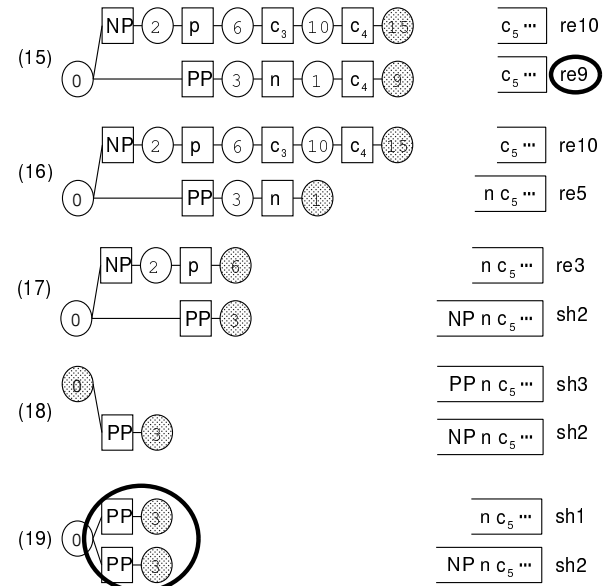 NP 2 p 6 c₃ 10 c₄ 15 c₅ ··· re10
(15)
0 PP 3 n 1 c₄ 9 c₅ ··· re9
NP 2 p 6 c₃ 10 c₄ 15 c₅ ··· re10
(16)
0 PP 3 n 1 n c₅ ··· re5
NP 2 p 6 n c₅ ··· re3
(17)
0 PP 3 NP n c₅ ··· sh2
0 PP n c₅ ··· sh3
(18)
PP 3 NP n c₅ ··· sh2
PP 3 n c₅ ··· sh1
(19) 0
PP 3 NP n c₅ ··· sh2